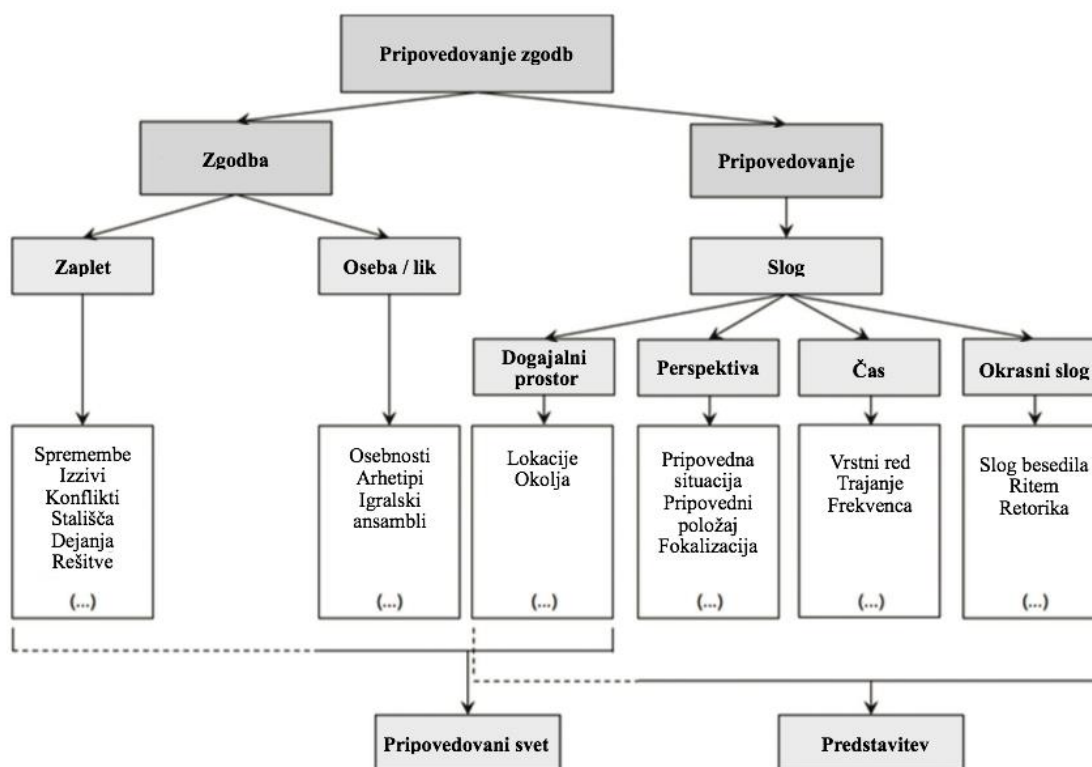 Pripovedovanje zgodb
Zgodba
Pripovedovanje
Zaplet
Oseba / lik
Slog
Dogajalni
prostor
Perspektiva
Čas
Okrasni slog
Spremembe
Izzivi
Konflikti
Stališča
Dejanja
Rešitve
(...)
Osebnosti
Arhetipi
Igralski
ansambli
(...)
Lokacije
Okolja
(...)
Pripovedna
situacija
Pripovedni
položaj
Fokalizacija
(...)
Vrstni red
Trajanje
Frekvenca
(...)
Slog besedila
Ritem
Retorika
(...)
Pripovedovani svet
Predstavitev